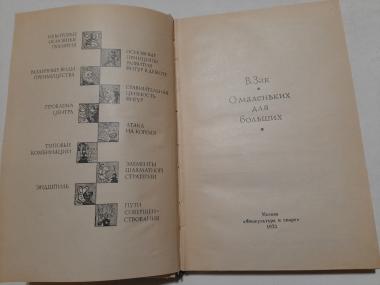 НЕКОТОРЫЕ
ОСНОВНЫЕ
ПОНЯТИЯ
ОСНОВНЫЕ
ПРИНЦИПЫ
РАЗВИТИЯ
ФИГУР В ДЕБЮТЕ
РАЗЛИЧНЫЕ ВИДЫ
ПРЕИМУЩЕСТВА
СРАВНИТЕЛЬНАЯ
ЦЕННОСТЬ
ФИГУР
ПРОБЛЕМА
ЦЕНТРА
АТАКА
НА КОРОЛЯ
ТИПОВЫЕ
КОМБИНАЦИИ
ЭЛЕМЕНТЫ
ШАХМАТНОЙ
СТРАТЕГИИ
ЭНДШПИЛЬ
ПУТИ
СОВЕРШЕН-
СТВОВАНИЯ
В. Зак
О маленьких
для
больших
Москва
«Физкультура и спорт»